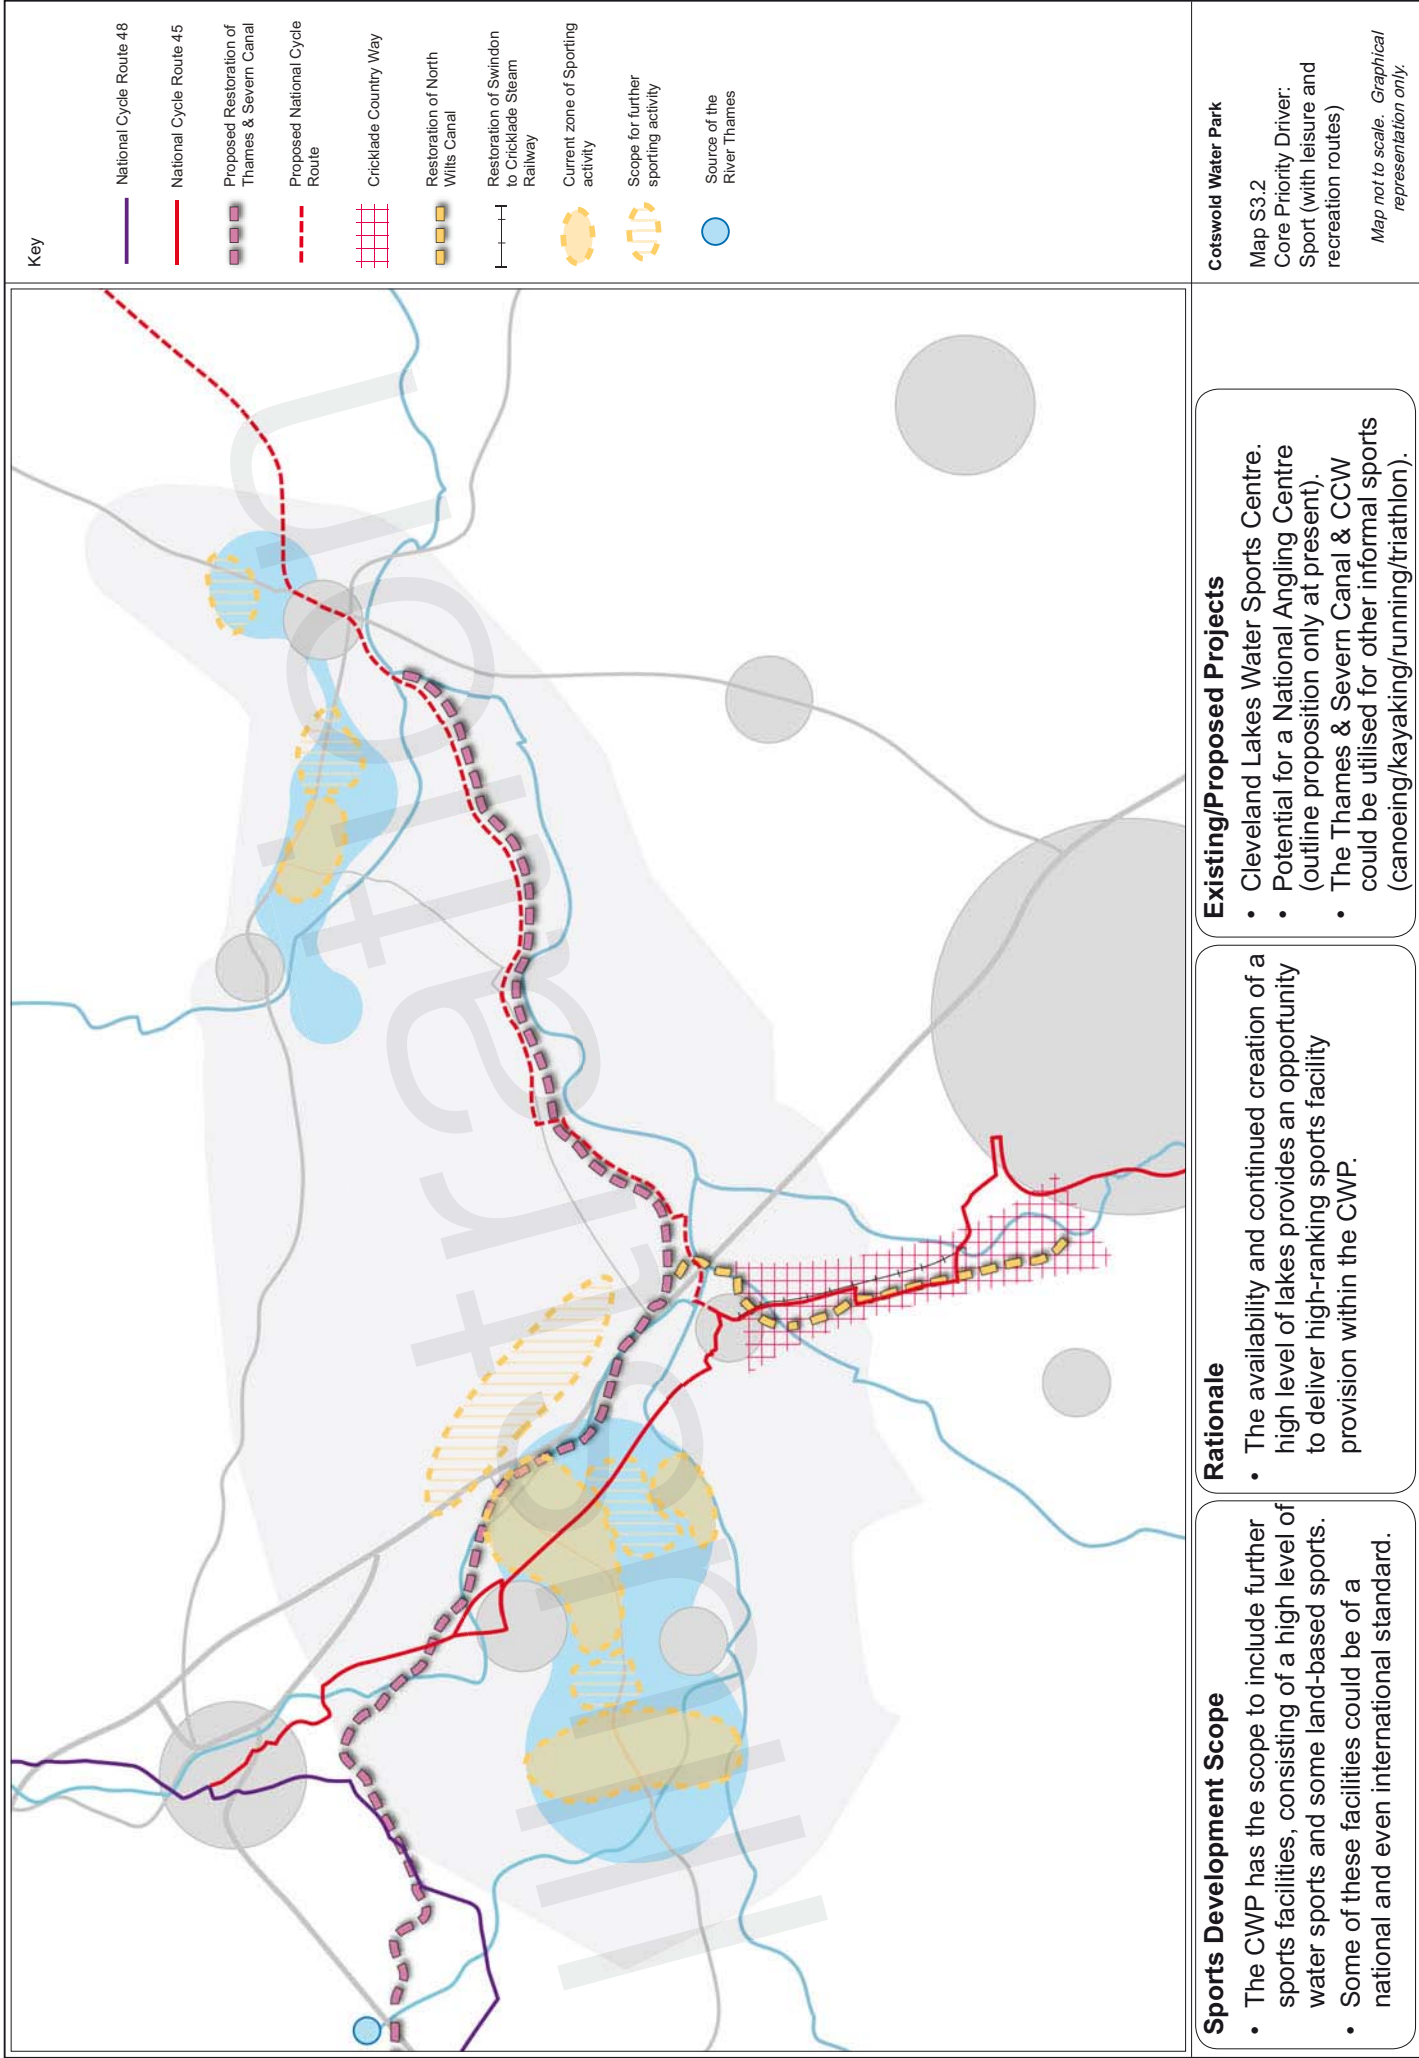 Key
National Cycle Route 48
National Cycle Route 45
Proposed Restoration of
Thames & Severn Canal
Proposed National Cycle
Route
Cricklade Country Way
Restoration of North
Wilts Canal
Restoration of Swindon
to Cricklade Steam
Railway
Current zone of Sporting
activity
Scope for further
sporting activity
Source of the
River Thames
Illustration
Sports Development Scope
• The CWP has the scope to include further
sports facilities, consisting of a high level of
water sports and some land-based sports.
• Some of these facilities could be of a
national and even international standard.
Rationale
• The availability and continued creation of a
high level of lakes provides an opportunity
to deliver high-ranking sports facility
provision within the CWP.
Existing/Proposed Projects
• Cleveland Lakes Water Sports Centre.
• Potential for a National Angling Centre
(outline proposition only at present).
• The Thames & Severn Canal & CCW
could be utilised for other informal sports
(canoeing/kayaking/running/triathlon).
Cotswold Water Park
Map S3.2
Core Priority Driver:
Sport (with leisure and
recreation routes)
Map not to scale. Graphical
representation only.